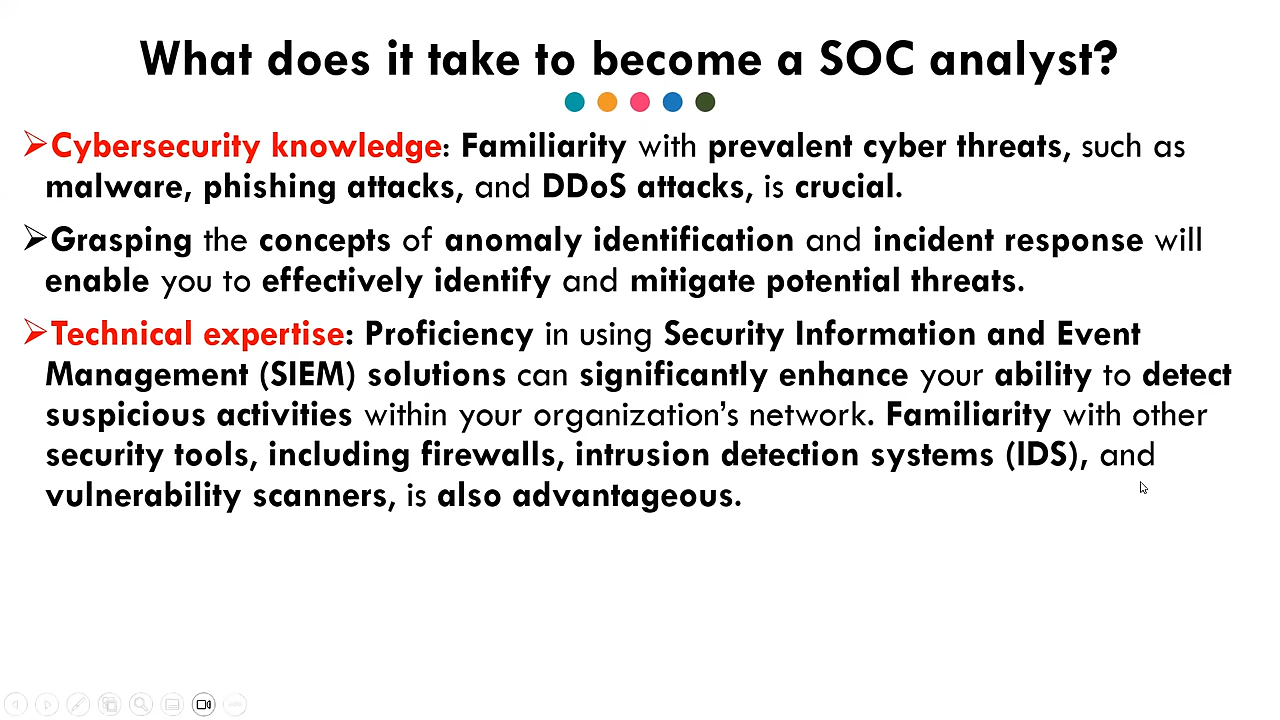 What does it take to become a SOC analyst?
➢Cybersecurity knowledge: Familiarity with prevalent cyber threats, such as
malware, phishing attacks, and DDoS attacks, is crucial.
➢Grasping the concepts of anomaly identification and incident response will
enable you to effectively identify and mitigate potential threats.
➢Technical expertise: Proficiency in using Security Information and Event
Management (SIEM) solutions can significantly enhance your ability to detect
suspicious activities within your organization’s network. Familiarity with other
security tools, including firewalls, intrusion detection systems (IDS), and
vulnerability scanners, is also advantageous.